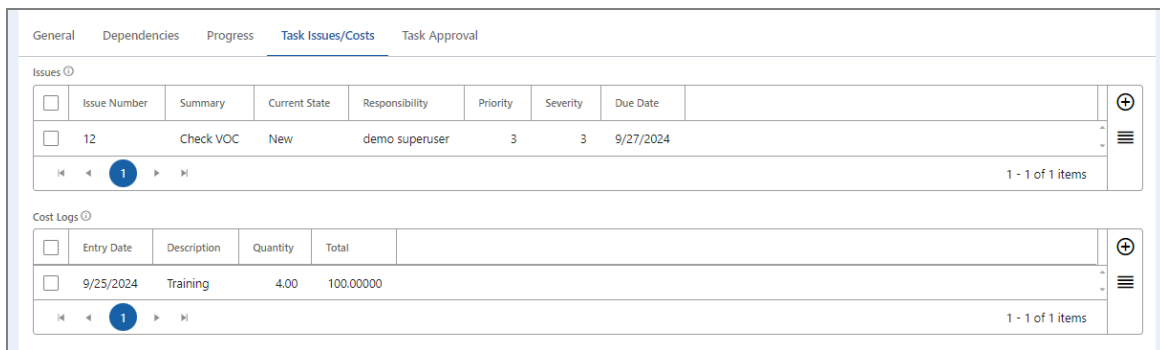 General Dependencies Progress Task Issues/Costs Task Approval
Issues
Issue Number Summary Current State Responsibility Priority Severity Due Date
12 Check VOC New demo superuser 3 3 9/27/2024
1 1 - 1 of 1 items
Cost Logs
Entry Date Description Quantity Total
9/25/2024 Training 4.00 100.00000
1 1 - 1 of 1 items